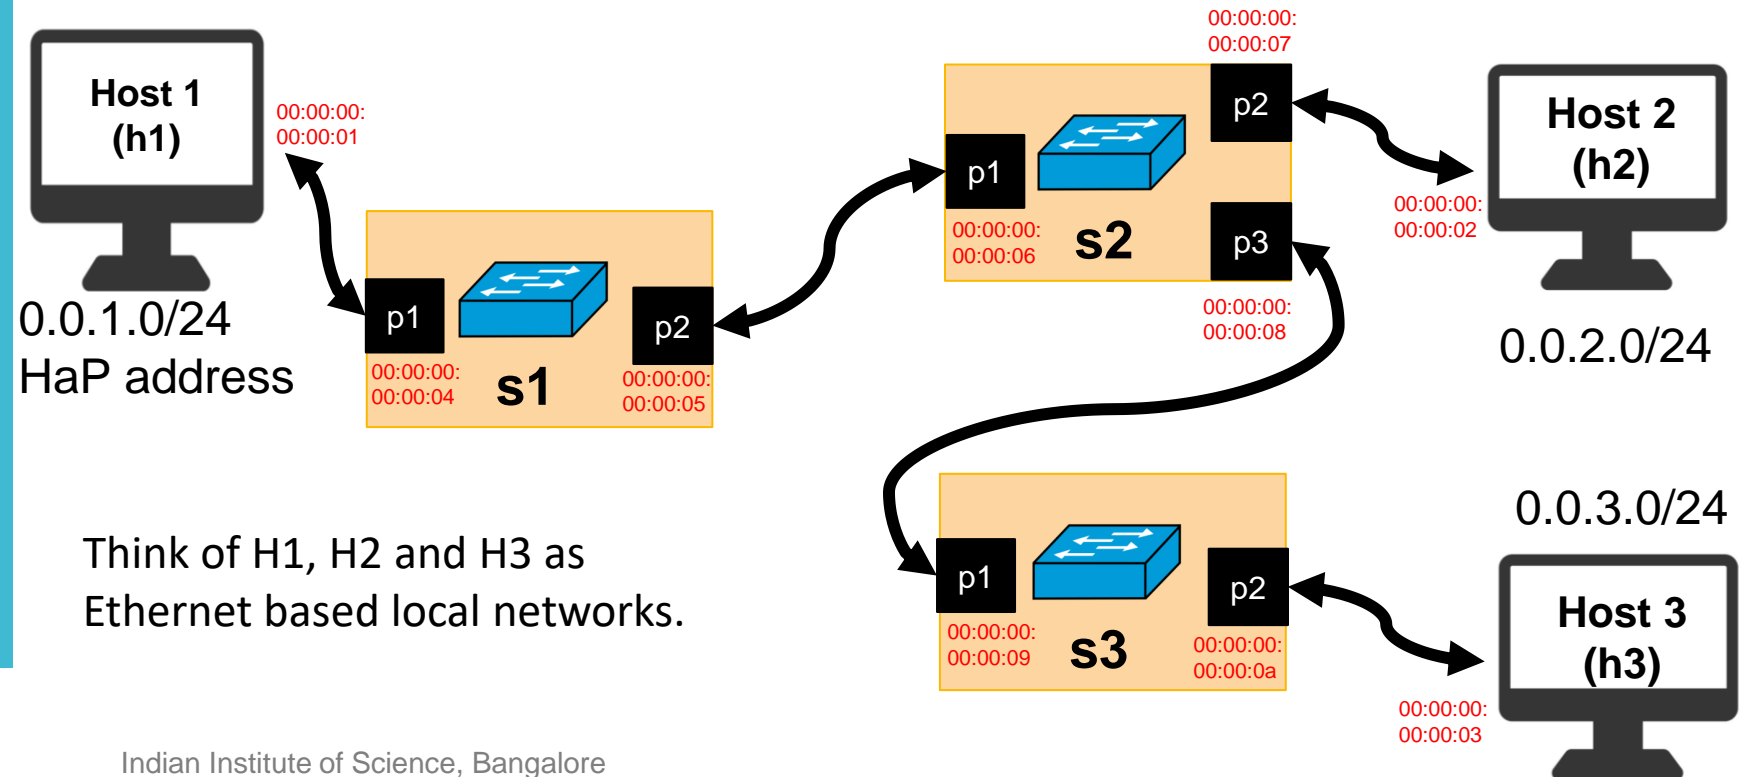 Host 1
(h1)
00:00:00:
00:00:01
0.0.1.0/24
HaP address
p1
00:00:00:
00:00:04
s1
p2
00:00:00:
00:00:05
00:00:00:
00:00:07
p2
p1
00:00:00:
00:00:06
s2
p3
00:00:00:
00:00:08
Host 2
(h2)
00:00:00:
00:00:02
0.0.2.0/24
Think of H1, H2 and H3 as
Ethernet based local networks.
p1
00:00:00:
00:00:09
s3
p2
00:00:00:
00:00:0a
0.0.3.0/24
Host 3
(h3)
00:00:00:
00:00:03
Indian Institute of Science, Bangalore